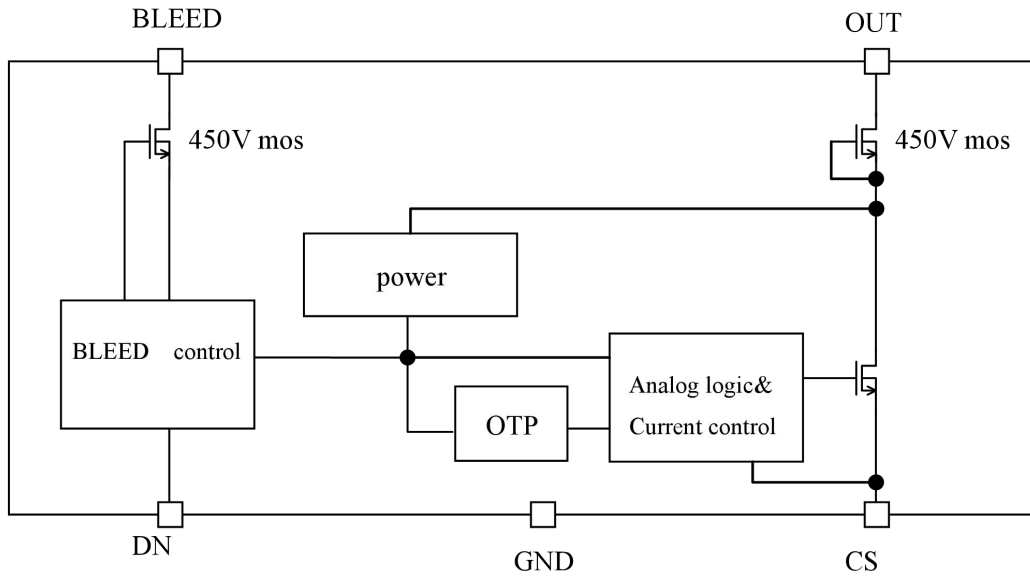 BLEED
OUT
450V mos
450V mos
power
BLEED control
Analog logic&
Current control
OTP
DN
GND
CS